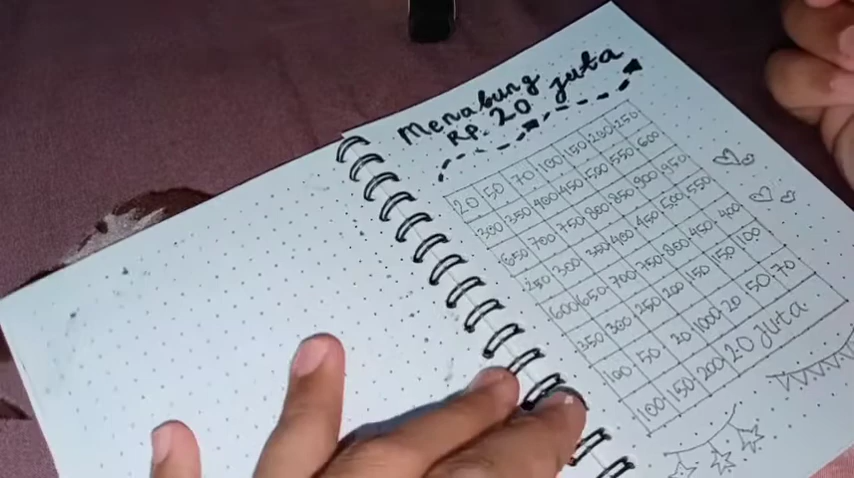 Menabung
RP. 20 juta
20 50 70 100 150 200 250
300 350 400 450 500 550 600
650 700 750 800 850 900 950
250 300 350 400 450 500 550
600 650 700 750 800 450 400
350 300 250 200 150 150 100
100 50 20 1000 20 50 70
100 150 200 20 juta